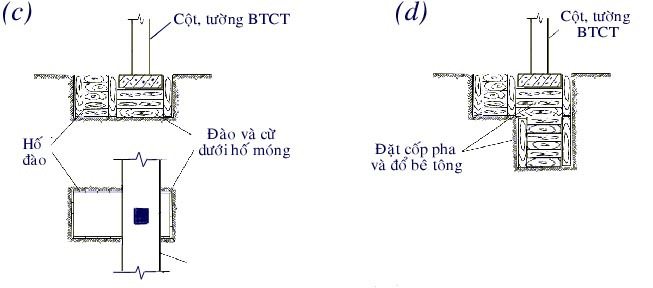 (c)
Cột, tường BTCT
Hố
đào
Đào và cừ
dưới hố móng
(d)
Cột, tường
BTCT
Đặt cốp pha
và đổ bê tông